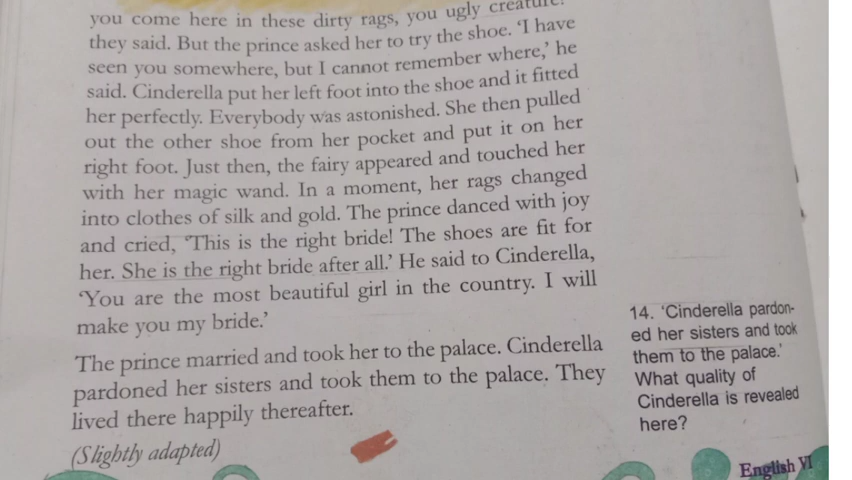 you come here in these dirty rags, you ugly creature!
they said. But the prince asked her to try the shoe. ‘I have
seen you somewhere, but I cannot remember where,’ he
said. Cinderella put her left foot into the shoe and it fitted
her perfectly. Everybody was astonished. She then pulled
out the other shoe from her pocket and put it on her
right foot. Just then, the fairy appeared and touched her
with her magic wand. In a moment, her rags changed
into clothes of silk and gold. The prince danced with joy
and cried, ‘This is the right bride! The shoes are fit for
her. She is the right bride after all.’ He said to Cinderella,
‘You are the most beautiful girl in the country. I will
make you my bride.’
The prince married and took her to the palace. Cinderella
pardoned her sisters and took them to the palace. They
lived there happily thereafter.
(Slightly adapted)
14. ‘Cinderella pardon-
ed her sisters and took
them to the palace.’
What quality of
Cinderella is revealed
here?
English VI